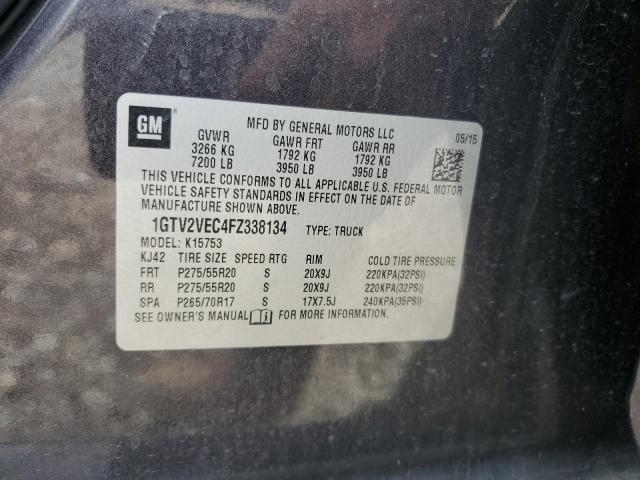 GM
®
MFD BY GENERAL MOTORS LLC
05/15
GVWR GAWR FRT GAWR RR
3266 KG 1792 KG 1792 KG
7200 LB 3950 LB 3950 LB
THIS VEHICLE CONFORMS TO ALL APPLICABLE U.S. FEDERAL MOTOR
VEHICLE SAFETY STANDARDS IN EFFECT ON THE DATE OF
MANUFACTURE SHOWN ABOVE.
1GTV2VEC4FZ338134 TYPE: TRUCK
MODEL: K15753
KJ42 TIRE SIZE SPEED RTG RIM COLD TIRE PRESSURE
FRT P275/55R20 S 20X9J 220KPA(32PSI)
RR P275/55R20 S 20X9J 220KPA(32PSI)
SPA P265/70R17 S 17X7.5J 240KPA(35PSI)
SEE OWNER'S MANUAL FOR MORE INFORMATION.